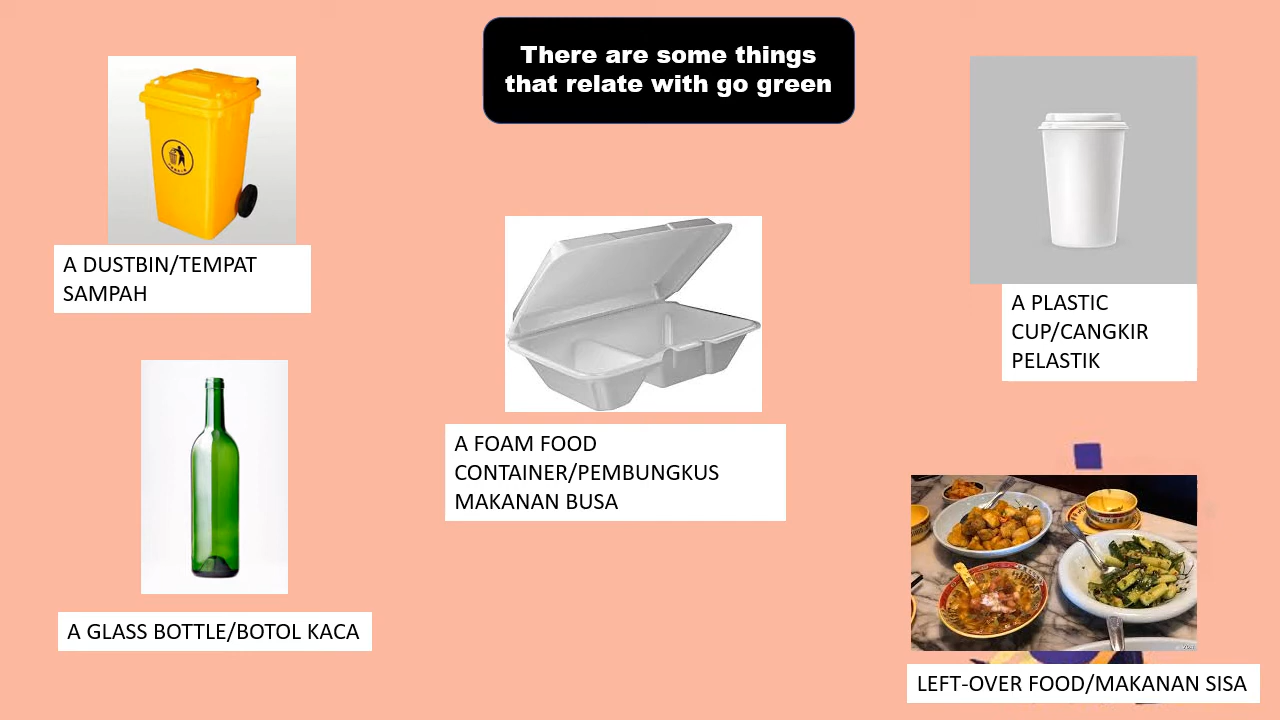 There are some things
that relate with go green
A DUSTBIN/TEMPAT
SAMPAH
A PLASTIC
CUP/CANGKIR
PELASTIK
A FOAM FOOD
CONTAINER/PEMBUNGKUS
MAKANAN BUSA
A GLASS BOTTLE/BOTOL KACA
LEFT-OVER FOOD/MAKANAN SISA